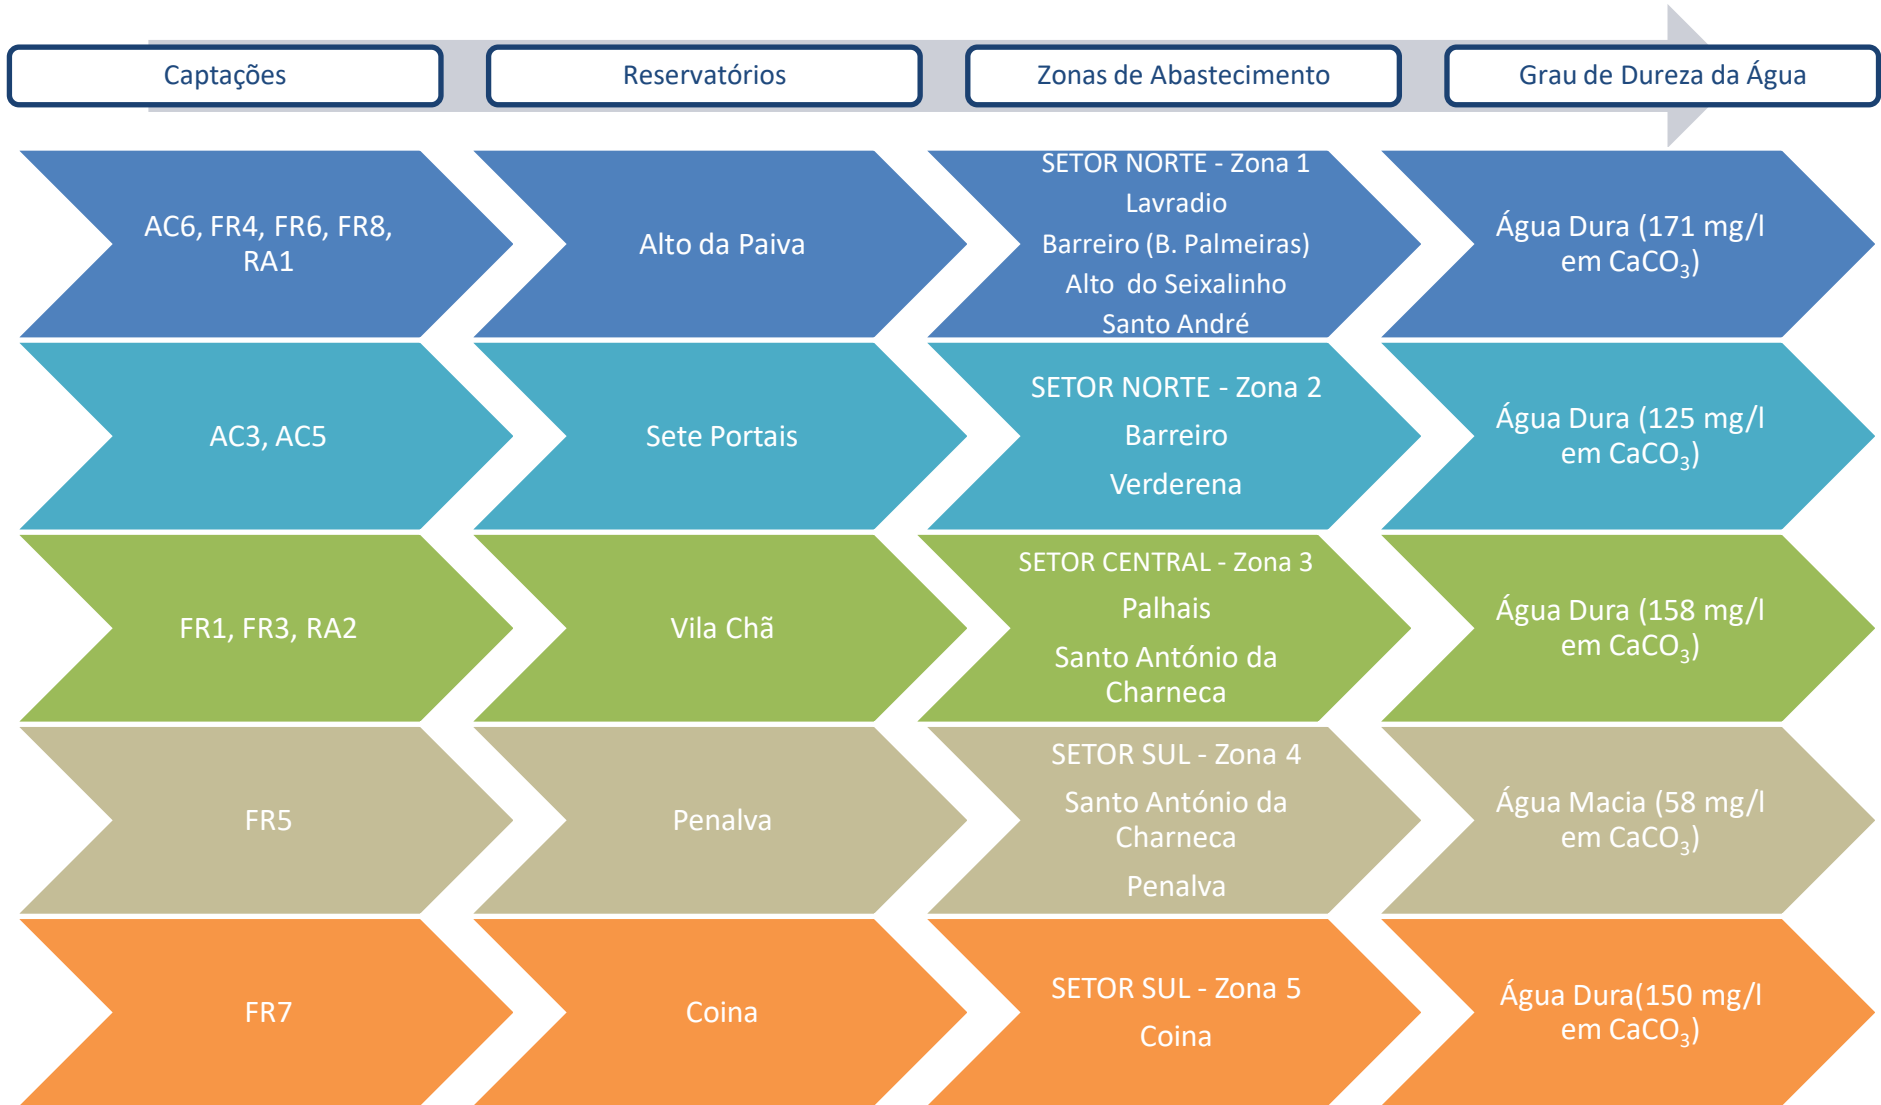 Captações
Reservatórios
Zonas de Abastecimento
Grau de Dureza da Água
AC6, FR4, FR6, FR8,
RA1
Alto da Paiva
SETOR NORTE - Zona 1
Lavradio
Barreiro (B. Palmeiras)
Alto  do Seixalinho
Santo André
Água Dura (171 mg/l
em CaCO₃)
AC3, AC5
Sete Portais
SETOR NORTE - Zona 2
Barreiro
Verderena
Água Dura (125 mg/l
em CaCO₃)
FR1, FR3, RA2
Vila Chã
SETOR CENTRAL - Zona 3
Palhais
Santo António da
Charneca
Água Dura (158 mg/l
em CaCO₃)
FR5
Penalva
SETOR SUL - Zona 4
Santo António da
Charneca
Penalva
Água Macia (58 mg/l
em CaCO₃)
FR7
Coina
SETOR SUL - Zona 5
Coina
Água Dura(150 mg/l
em CaCO₃)